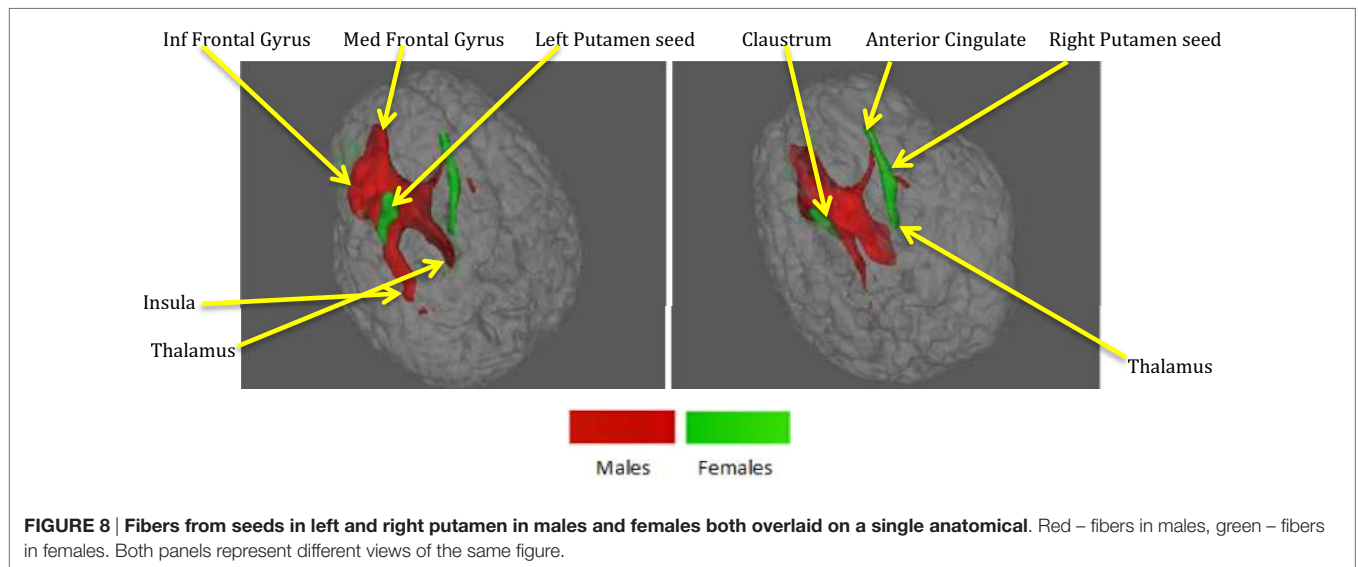 Inf Frontal Gyrus Med Frontal Gyrus Left Putamen seed Claustrum Anterior Cingulate Right Putamen seed
Insula
Thalamus
Thalamus
Males Females
FIGURE 8 | Fibers from seeds in left and right putamen in males and females both overlaid on a single anatomical. Red – fibers in males, green – fibers
in females. Both panels represent different views of the same figure.